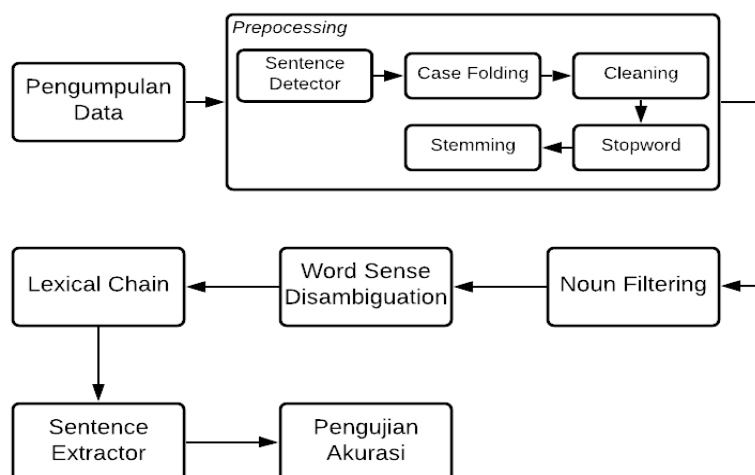 Prepocessing
Pengumpulan
Data
Sentence
Detector
Case Folding
Cleaning
Stopword
Stemming
Noun Filtering
Word Sense
Disambiguation
Lexical Chain
Sentence
Extractor
Pengujian
Akurasi